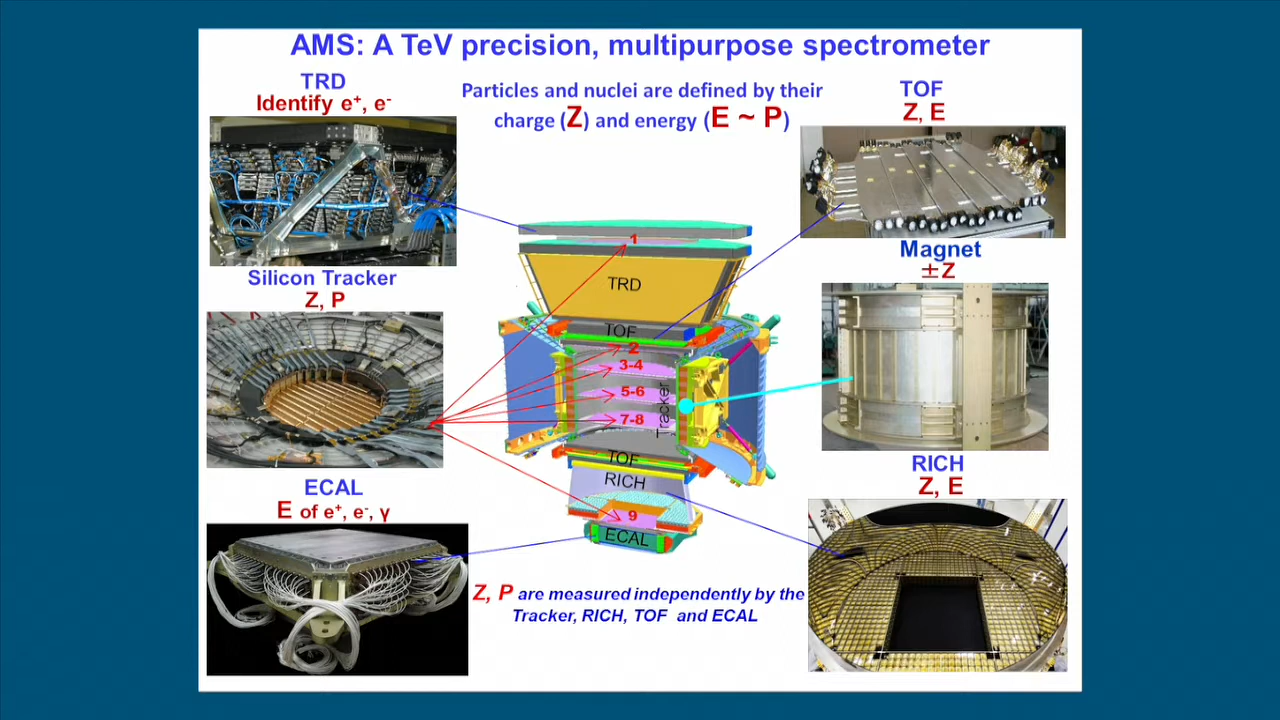 AMS: A TeV precision, multipurpose spectrometer
TRD
Identify e⁺, e⁻
Particles and nuclei are defined by their
charge (Z) and energy (E ~ P)
TOF
Z, E
Silicon Tracker
Z, P
Magnet
±Z
1
TRD
TOF
2
3-4
5-6
7-8
Tracker
TOF
RICH
9
ECAL
ECAL
E of e⁺, e⁻, γ
RICH
Z, E
Z, P are measured independently by the
Tracker, RICH, TOF and ECAL